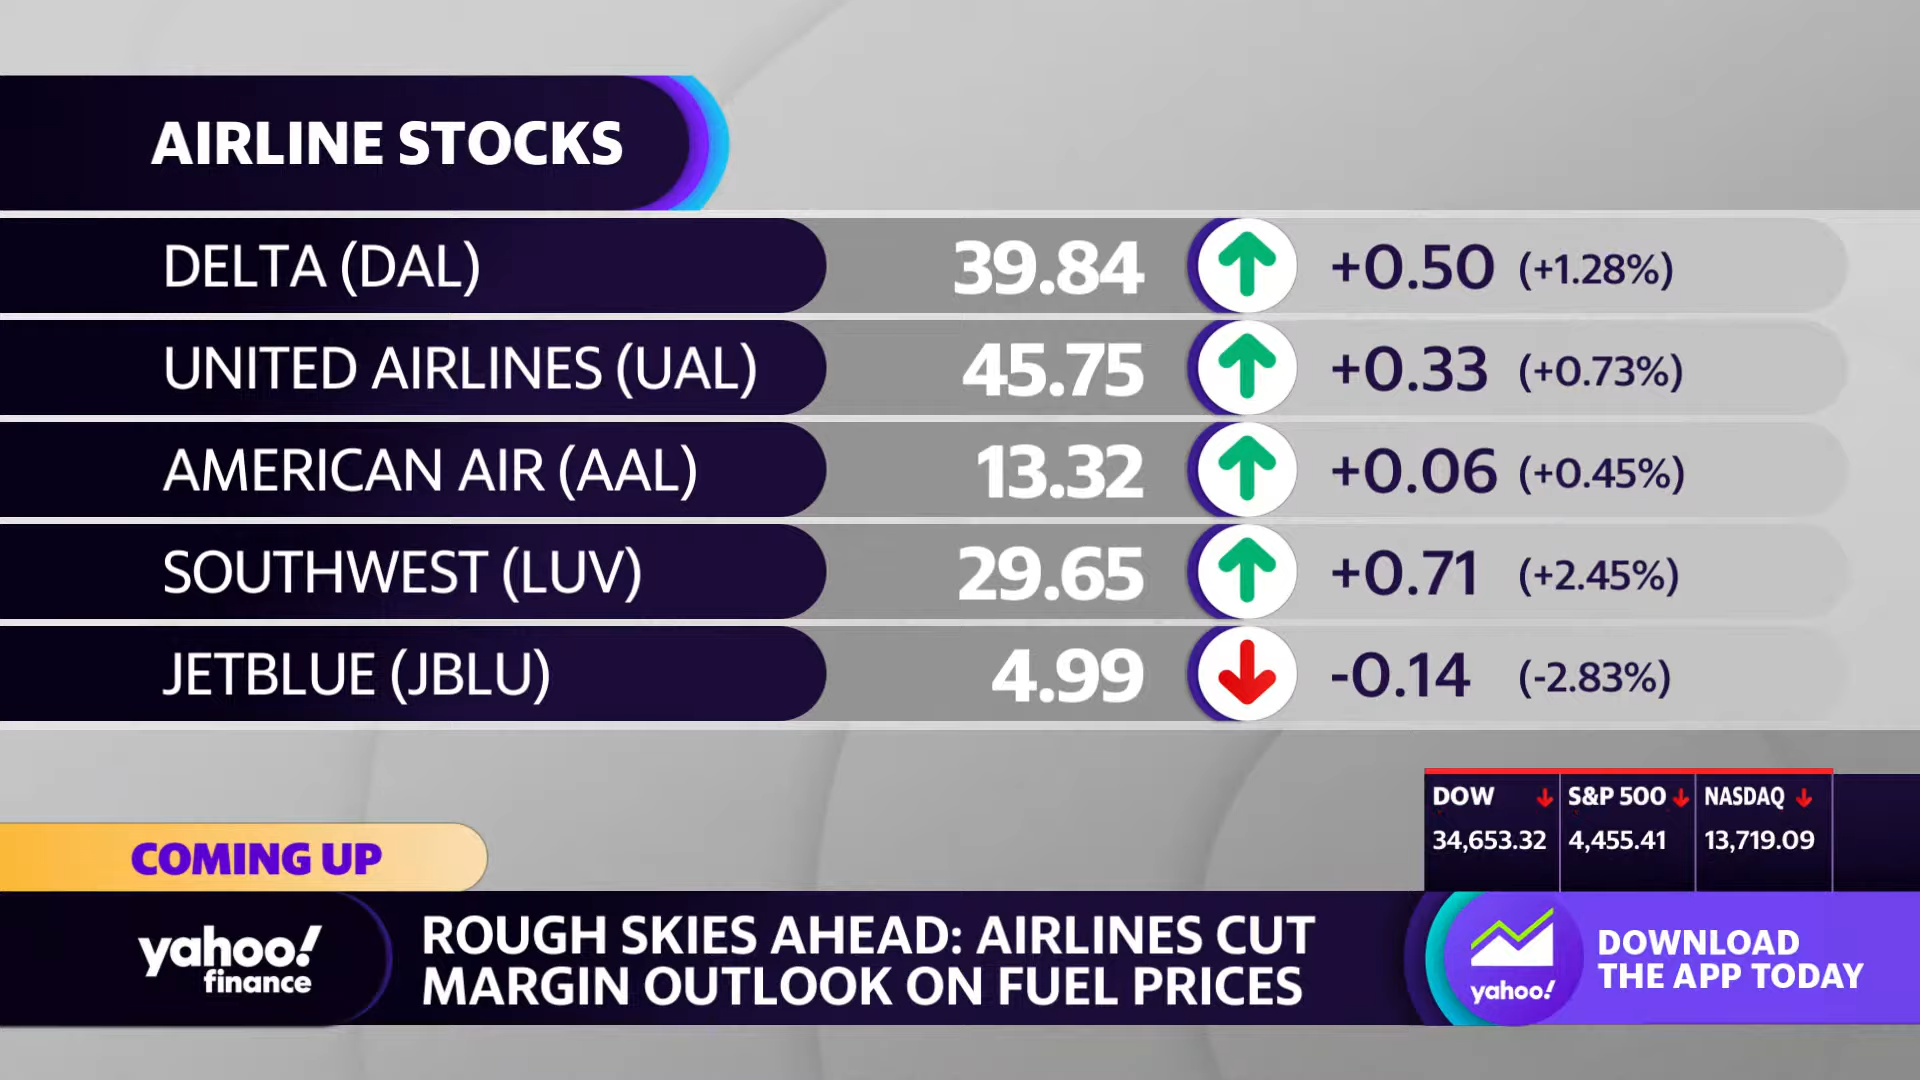 AIRLINE STOCKS
DELTA (DAL) 39.84 +0.50 (+1.28%)
UNITED AIRLINES (UAL) 45.75 +0.33 (+0.73%)
AMERICAN AIR (AAL) 13.32 +0.06 (+0.45%)
SOUTHWEST (LUV) 29.65 +0.71 (+2.45%)
JETBLUE (JBLU) 4.99 -0.14 (-2.83%)
DOW S&P 500 NASDAQ
34,653.32 4,455.41 13,719.09
COMING UP
yahoo!
finance
ROUGH SKIES AHEAD: AIRLINES CUT
MARGIN OUTLOOK ON FUEL PRICES
yahoo!
DOWNLOAD
THE APP TODAY